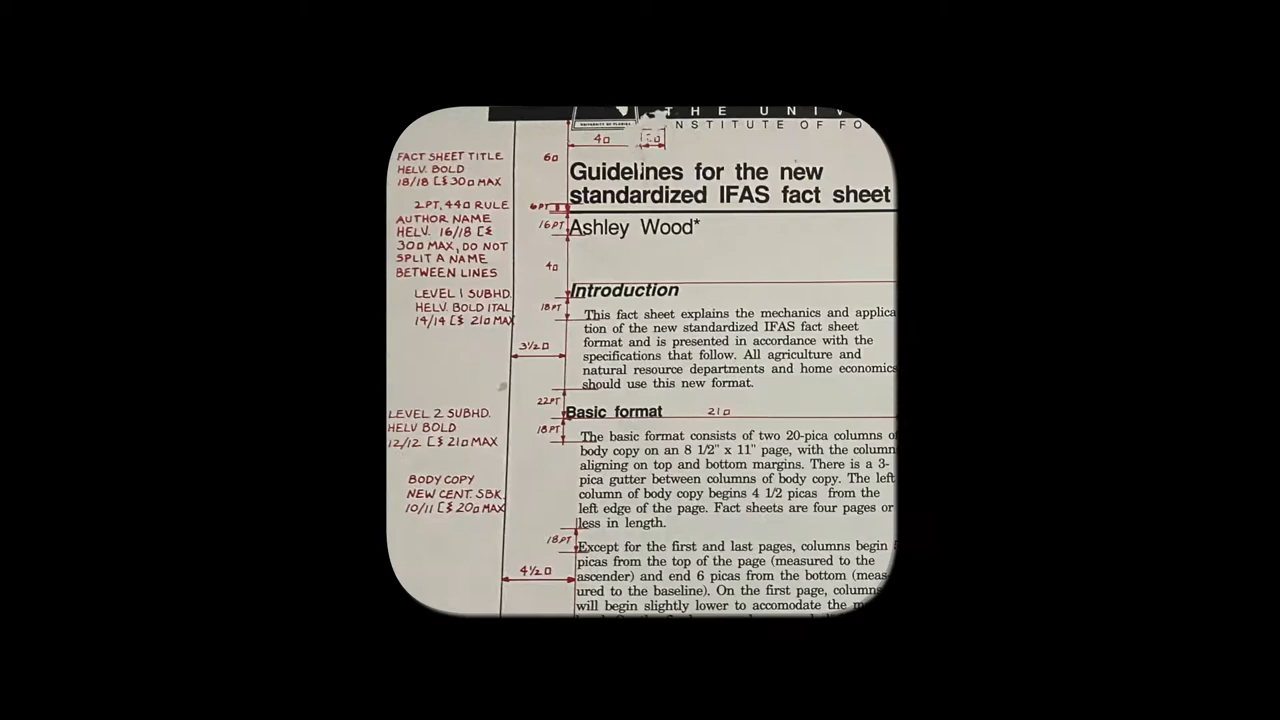 THE UNIV
UNIVERSITY OF FLORIDA
NSTITUTE OF FO
4□
FACT SHEET TITLE
HELV. BOLD
18/18 [§ 30□ MAX
6□
Guidelines for the new
standardized IFAS fact sheet
2PT, 44□ RULE
6PT
AUTHOR NAME
HELV. 16/18 [§
30□ MAX, DO NOT
SPLIT A NAME
BETWEEN LINES
16PT
Ashley Wood*
4□
LEVEL 1 SUBHD.
HELV. BOLD ITAL
14/14 [§ 21□ MAX
Introduction
18PT
This fact sheet explains the mechanics and applica
tion of the new standardized IFAS fact sheet
format and is presented in accordance with the
specifications that follow. All agriculture and
natural resource departments and home economics
should use this new format.
3½□
22PT
LEVEL 2 SUBHD.
HELV BOLD
12/12 [§ 21□ MAX
Basic format
21□
18PT
The basic format consists of two 20-pica columns o
body copy on an 8 1/2" x 11" page, with the column
aligning on top and bottom margins. There is a 3-
pica gutter between columns of body copy. The left
column of body copy begins 4 1/2 picas from the
left edge of the page. Fact sheets are four pages or
less in length.
BODY COPY
NEW CENT. SBK.
10/11 [§ 20□ MAX
18PT
Except for the first and last pages, columns begin
picas from the top of the page (measured to the
ascender) and end 6 picas from the bottom (meas
ured to the baseline). On the first page, columns
will begin slightly lower to accomodate the
4½□